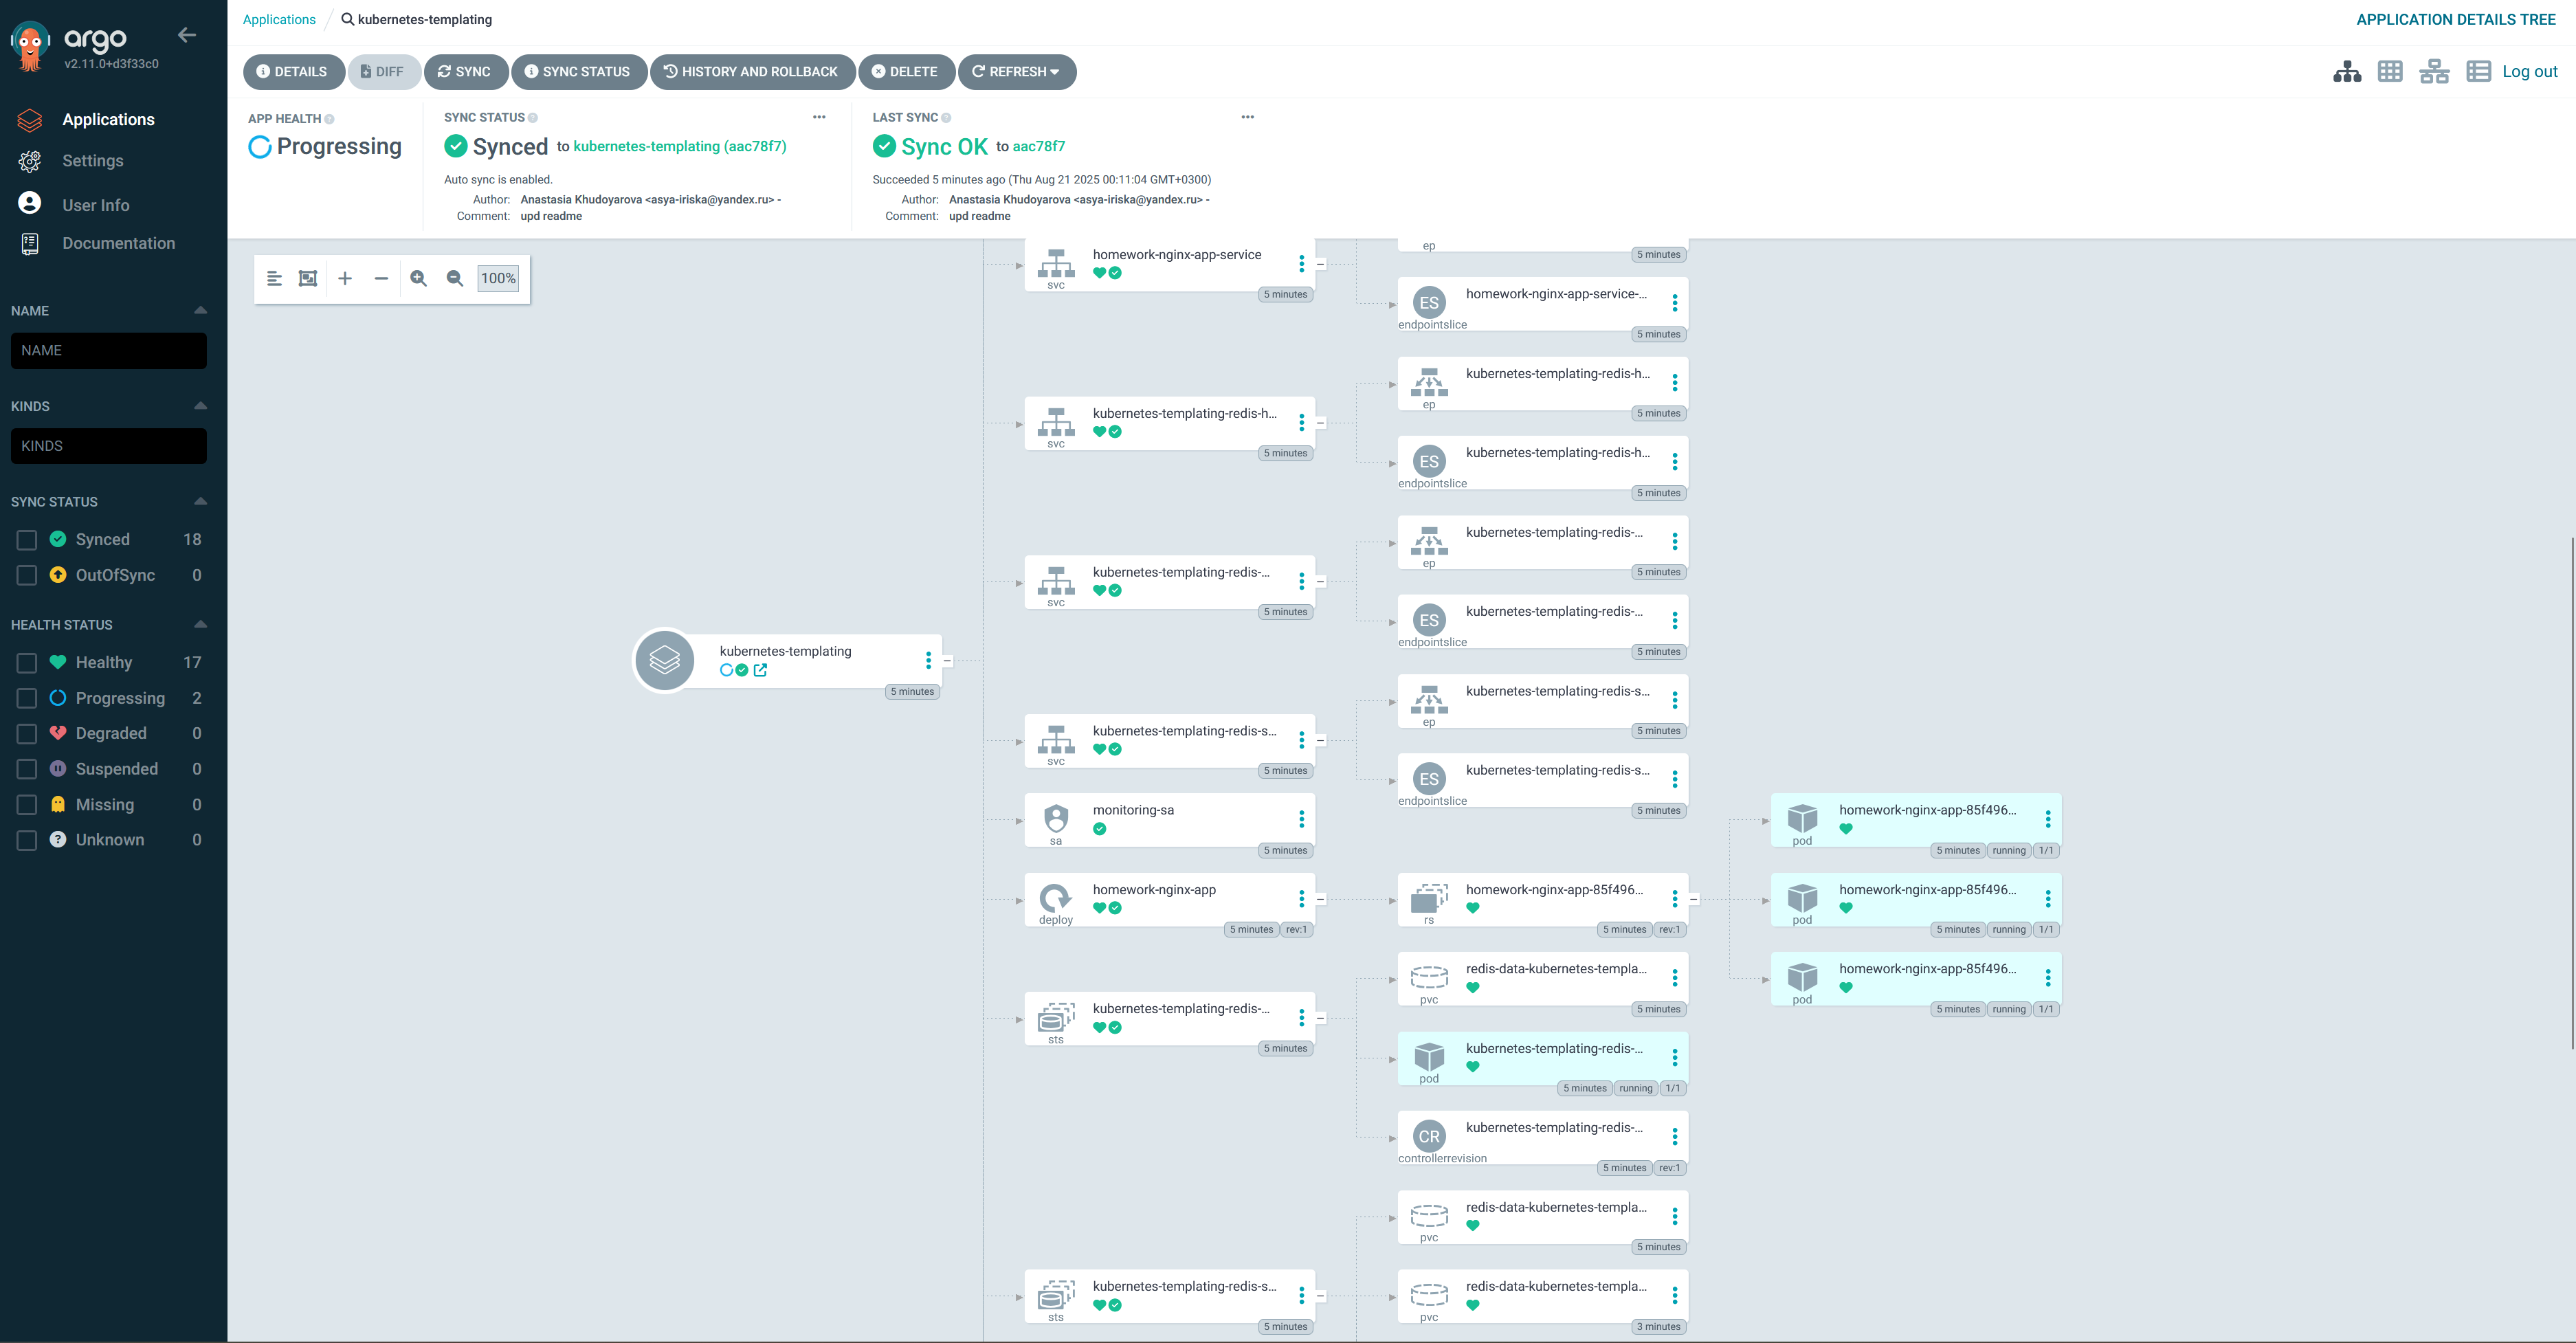 argo
v2.11.0+d3f33c0
Applications
Settings
User Info
Documentation
NAME
NAME
KINDS
KINDS
SYNC STATUS
Synced 18
OutOfSync 0
HEALTH STATUS
Healthy 17
Progressing 2
Degraded 0
Suspended 0
Missing 0
Unknown 0
Applications / kubernetes-templating
APPLICATION DETAILS TREE
DETAILS DIFF SYNC SYNC STATUS HISTORY AND ROLLBACK DELETE REFRESH
Log out
APP HEALTH
Progressing
SYNC STATUS
Synced to kubernetes-templating (aac78f7)
Auto sync is enabled.
Author: Anastasia Khudoyarova <asya-iriska@yandex.ru> -
Comment: upd readme
LAST SYNC
Sync OK to aac78f7
Succeeded 5 minutes ago (Thu Aug 21 2025 00:11:04 GMT+0300)
Author: Anastasia Khudoyarova <asya-iriska@yandex.ru> -
Comment: upd readme
100%
kubernetes-templating
5 minutes
homework-nginx-app-service
svc
5 minutes
kubernetes-templating-redis-h...
svc
5 minutes
kubernetes-templating-redis-...
svc
5 minutes
kubernetes-templating-redis-s...
svc
5 minutes
monitoring-sa
sa
5 minutes
homework-nginx-app
deploy
5 minutes rev:1
kubernetes-templating-redis-...
sts
5 minutes
kubernetes-templating-redis-s...
sts
5 minutes
ep
5 minutes
ES
homework-nginx-app-service-...
endpointslice
5 minutes
kubernetes-templating-redis-h...
ep
5 minutes
ES
kubernetes-templating-redis-h...
endpointslice
5 minutes
kubernetes-templating-redis-...
ep
5 minutes
ES
kubernetes-templating-redis-...
endpointslice
5 minutes
kubernetes-templating-redis-s...
ep
5 minutes
ES
kubernetes-templating-redis-s...
endpointslice
5 minutes
homework-nginx-app-85f496...
rs
5 minutes rev:1
redis-data-kubernetes-templa...
pvc
5 minutes
kubernetes-templating-redis-...
pod
5 minutes running 1/1
CR
kubernetes-templating-redis-...
controllerrevision
5 minutes rev:1
redis-data-kubernetes-templa...
pvc
5 minutes
redis-data-kubernetes-templa...
pvc
3 minutes
homework-nginx-app-85f496...
pod
5 minutes running 1/1
homework-nginx-app-85f496...
pod
5 minutes running 1/1
homework-nginx-app-85f496...
pod
5 minutes running 1/1